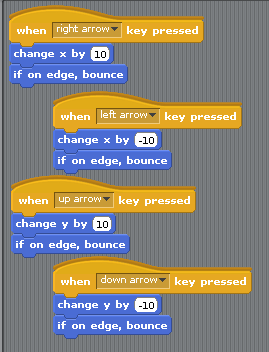 when right arrow key pressed
change x by 10
if on edge, bounce
when left arrow key pressed
change x by -10
if on edge, bounce
when up arrow key pressed
change y by 10
if on edge, bounce
when down arrow key pressed
change y by -10
if on edge, bounce